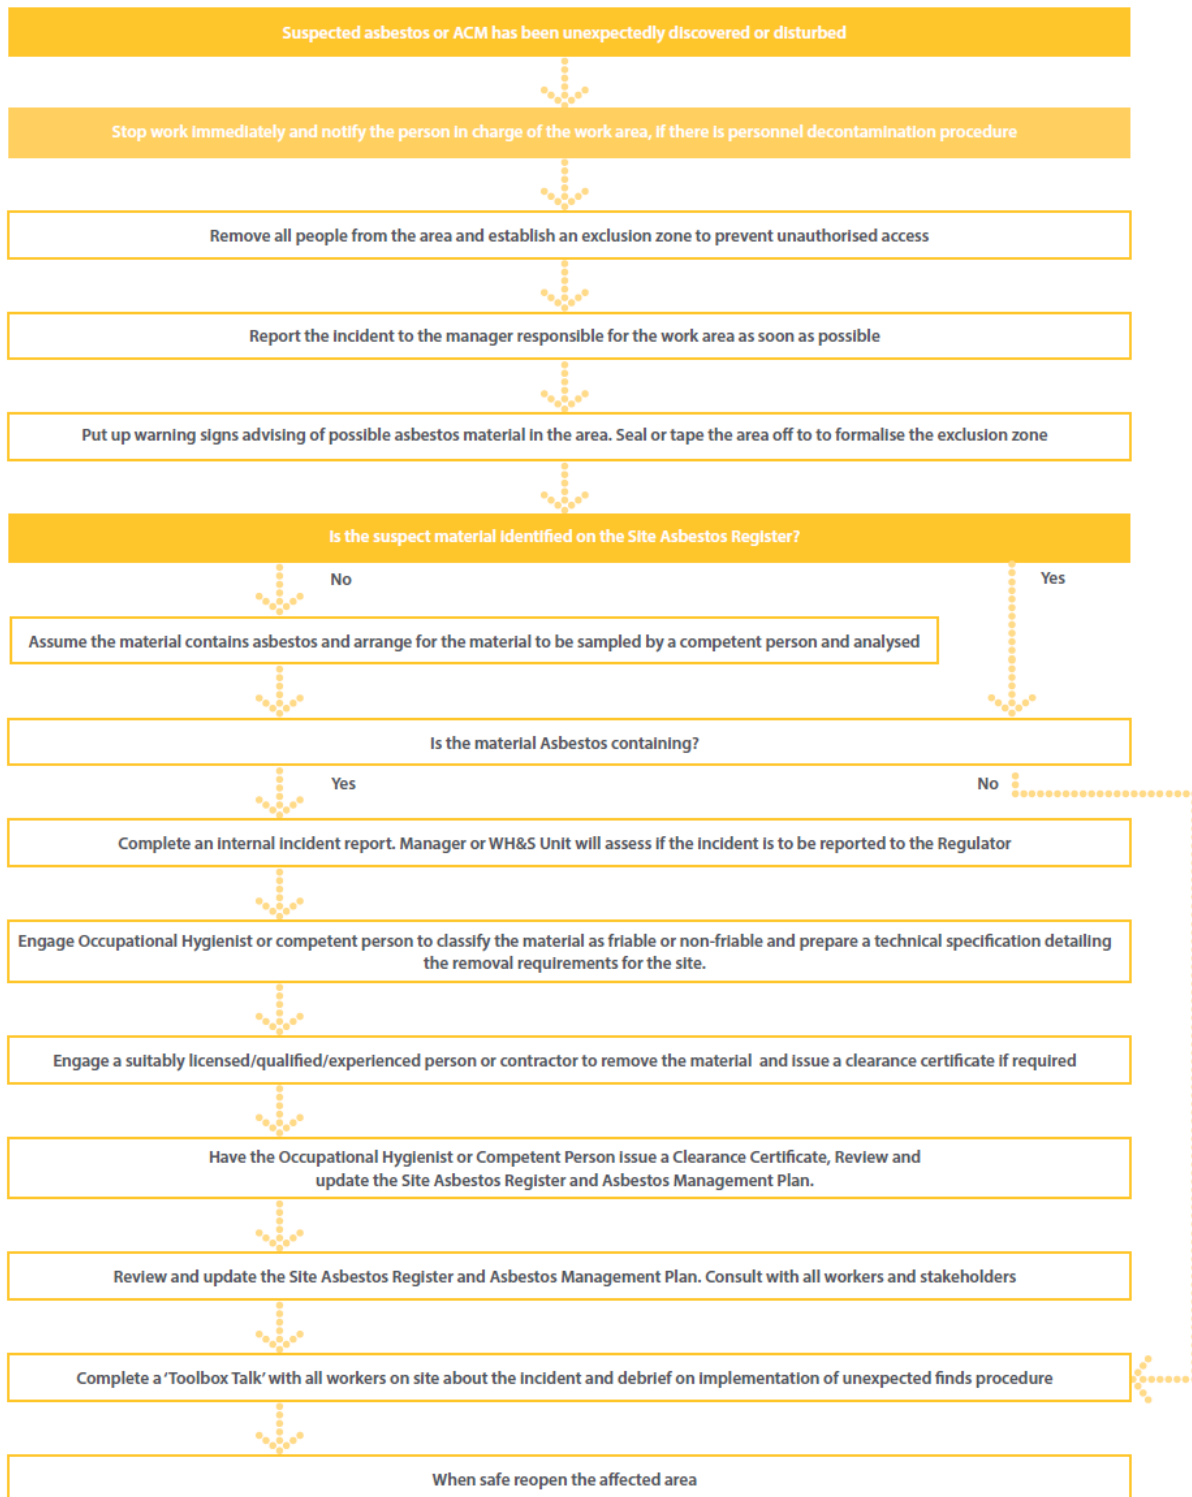 Suspected asbestos or ACM has been unexpectedly discovered or disturbed
Stop work immediately and notify the person in charge of the work area, if there is personnel decontamination procedure
Remove all people from the area and establish an exclusion zone to prevent unauthorised access
Report the incident to the manager responsible for the work area as soon as possible
Put up warning signs advising of possible asbestos material in the area. Seal or tape the area off to to formalise the exclusion zone
Is the suspect material identified on the Site Asbestos Register?
No
Yes
Assume the material contains asbestos and arrange for the material to be sampled by a competent person and analysed
Is the material Asbestos containing?
Yes
No
Complete an internal incident report. Manager or WH&S Unit will assess if the incident is to be reported to the Regulator
Engage Occupational Hygienist or competent person to classify the material as friable or non-friable and prepare a technical specification detailing
the removal requirements for the site.
Engage a suitably licensed/qualified/experienced person or contractor to remove the material and issue a clearance certificate if required
Have the Occupational Hygienist or Competent Person issue a Clearance Certificate, Review and
update the Site Asbestos Register and Asbestos Management Plan.
Review and update the Site Asbestos Register and Asbestos Management Plan. Consult with all workers and stakeholders
Complete a ‘Toolbox Talk’ with all workers on site about the incident and debrief on implementation of unexpected finds procedure
When safe reopen the affected area